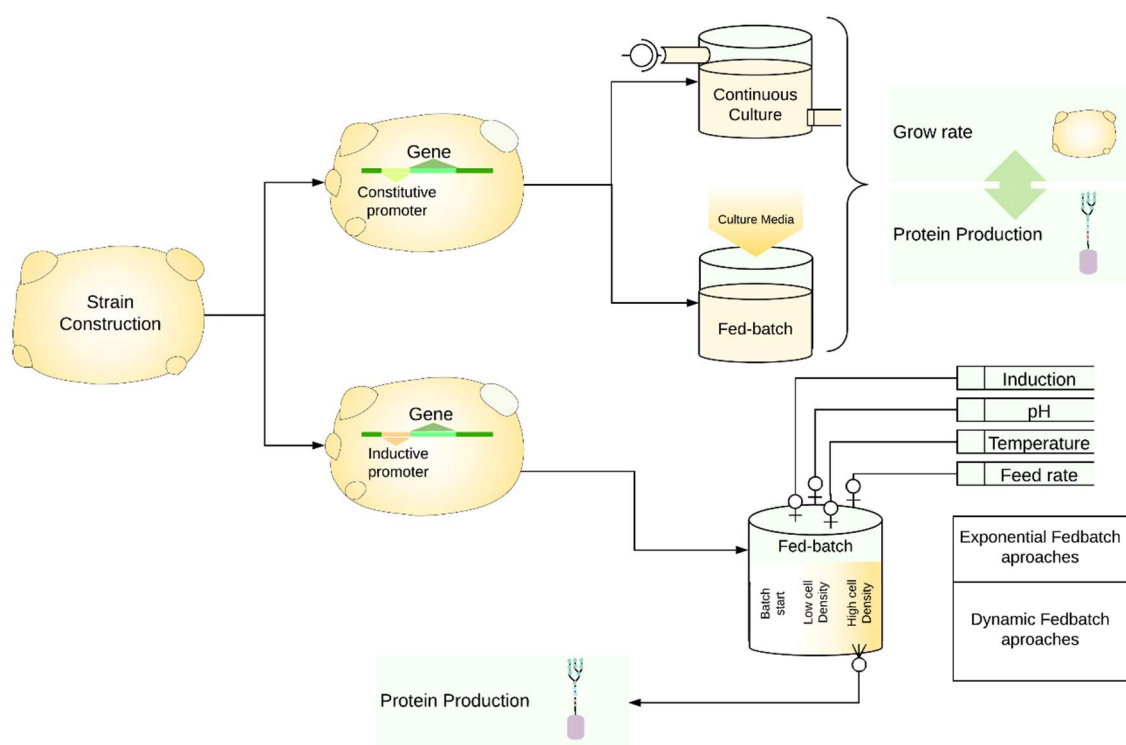 Continuous
Culture
Gene
Constitutive
promoter
Grow rate
Culture Media
Protein Production
Strain
Construction
Fed-batch
Induction
pH
Temperature
Feed rate
Gene
Inductive
promoter
Fed-batch
Batch
start
Low cell
Density
High cell
Density
Exponential Fedbatch
aproaches
Dynamic Fedbatch
aproaches
Protein Production